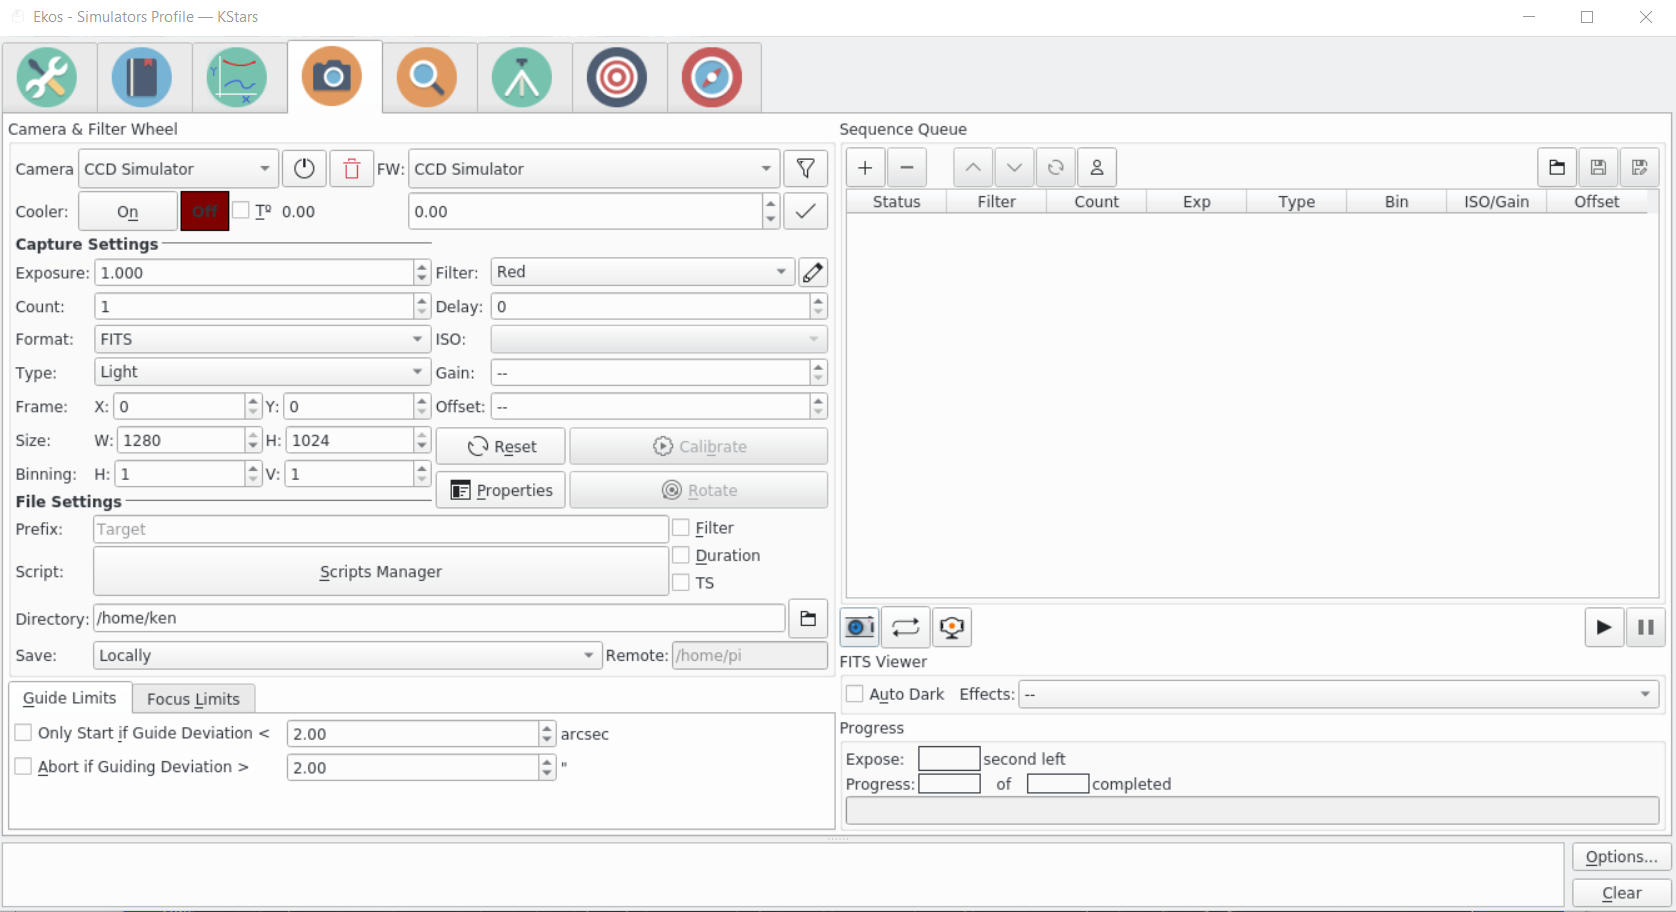 Ekos - Simulators Profile — KStars
Camera & Filter Wheel
Camera CCD Simulator FW: CCD Simulator
Cooler: On Off Tº 0.00 0.00
Capture Settings
Exposure: 1.000 Filter: Red
Count: 1 Delay: 0
Format: FITS ISO:
Type: Light Gain: --
Frame: X: 0 Y: 0 Offset: --
Size: W: 1280 H: 1024 Reset Calibrate
Binning: H: 1 V: 1 Properties Rotate
File Settings
Prefix: Target Filter
Duration
Script: Scripts Manager TS
Directory: /home/ken
Save: Locally Remote: /home/pi
Guide Limits Focus Limits
Only Start if Guide Deviation < 2.00 arcsec
Abort if Guiding Deviation > 2.00 "
Sequence Queue
Status Filter Count Exp Type Bin ISO/Gain Offset
FITS Viewer
Auto Dark Effects: --
Progress
Expose: second left
Progress: of completed
Options...
Clear